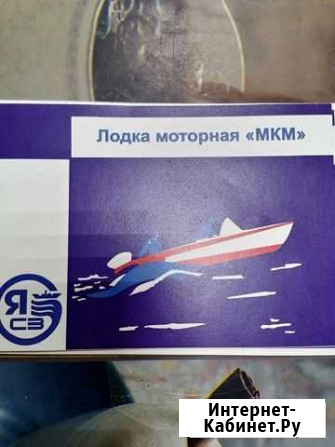 Лодка моторная «МКМ»
Я
СЗ
Интернет-
Кабинет.Ру